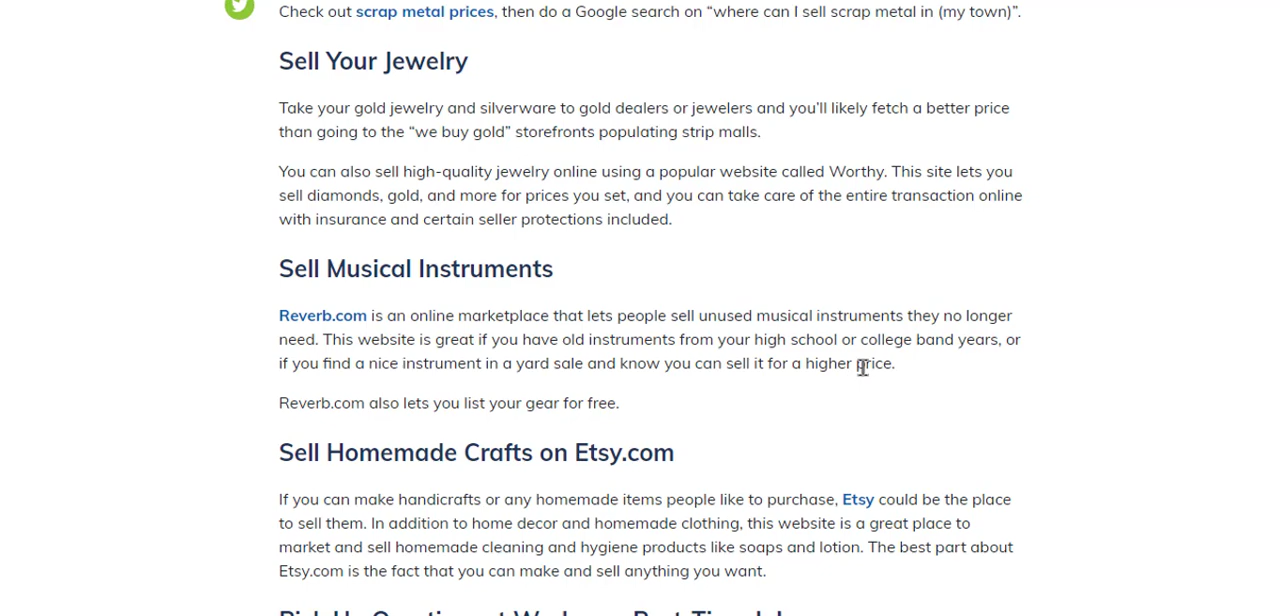 Check out scrap metal prices, then do a Google search on “where can I sell scrap metal in (my town)”.
Sell Your Jewelry
Take your gold jewelry and silverware to gold dealers or jewelers and you’ll likely fetch a better price
than going to the “we buy gold” storefronts populating strip malls.
You can also sell high-quality jewelry online using a popular website called Worthy. This site lets you
sell diamonds, gold, and more for prices you set, and you can take care of the entire transaction online
with insurance and certain seller protections included.
Sell Musical Instruments
Reverb.com is an online marketplace that lets people sell unused musical instruments they no longer
need. This website is great if you have old instruments from your high school or college band years, or
if you find a nice instrument in a yard sale and know you can sell it for a higher price.
Reverb.com also lets you list your gear for free.
Sell Homemade Crafts on Etsy.com
If you can make handicrafts or any homemade items people like to purchase, Etsy could be the place
to sell them. In addition to home decor and homemade clothing, this website is a great place to
market and sell homemade cleaning and hygiene products like soaps and lotion. The best part about
Etsy.com is the fact that you can make and sell anything you want.